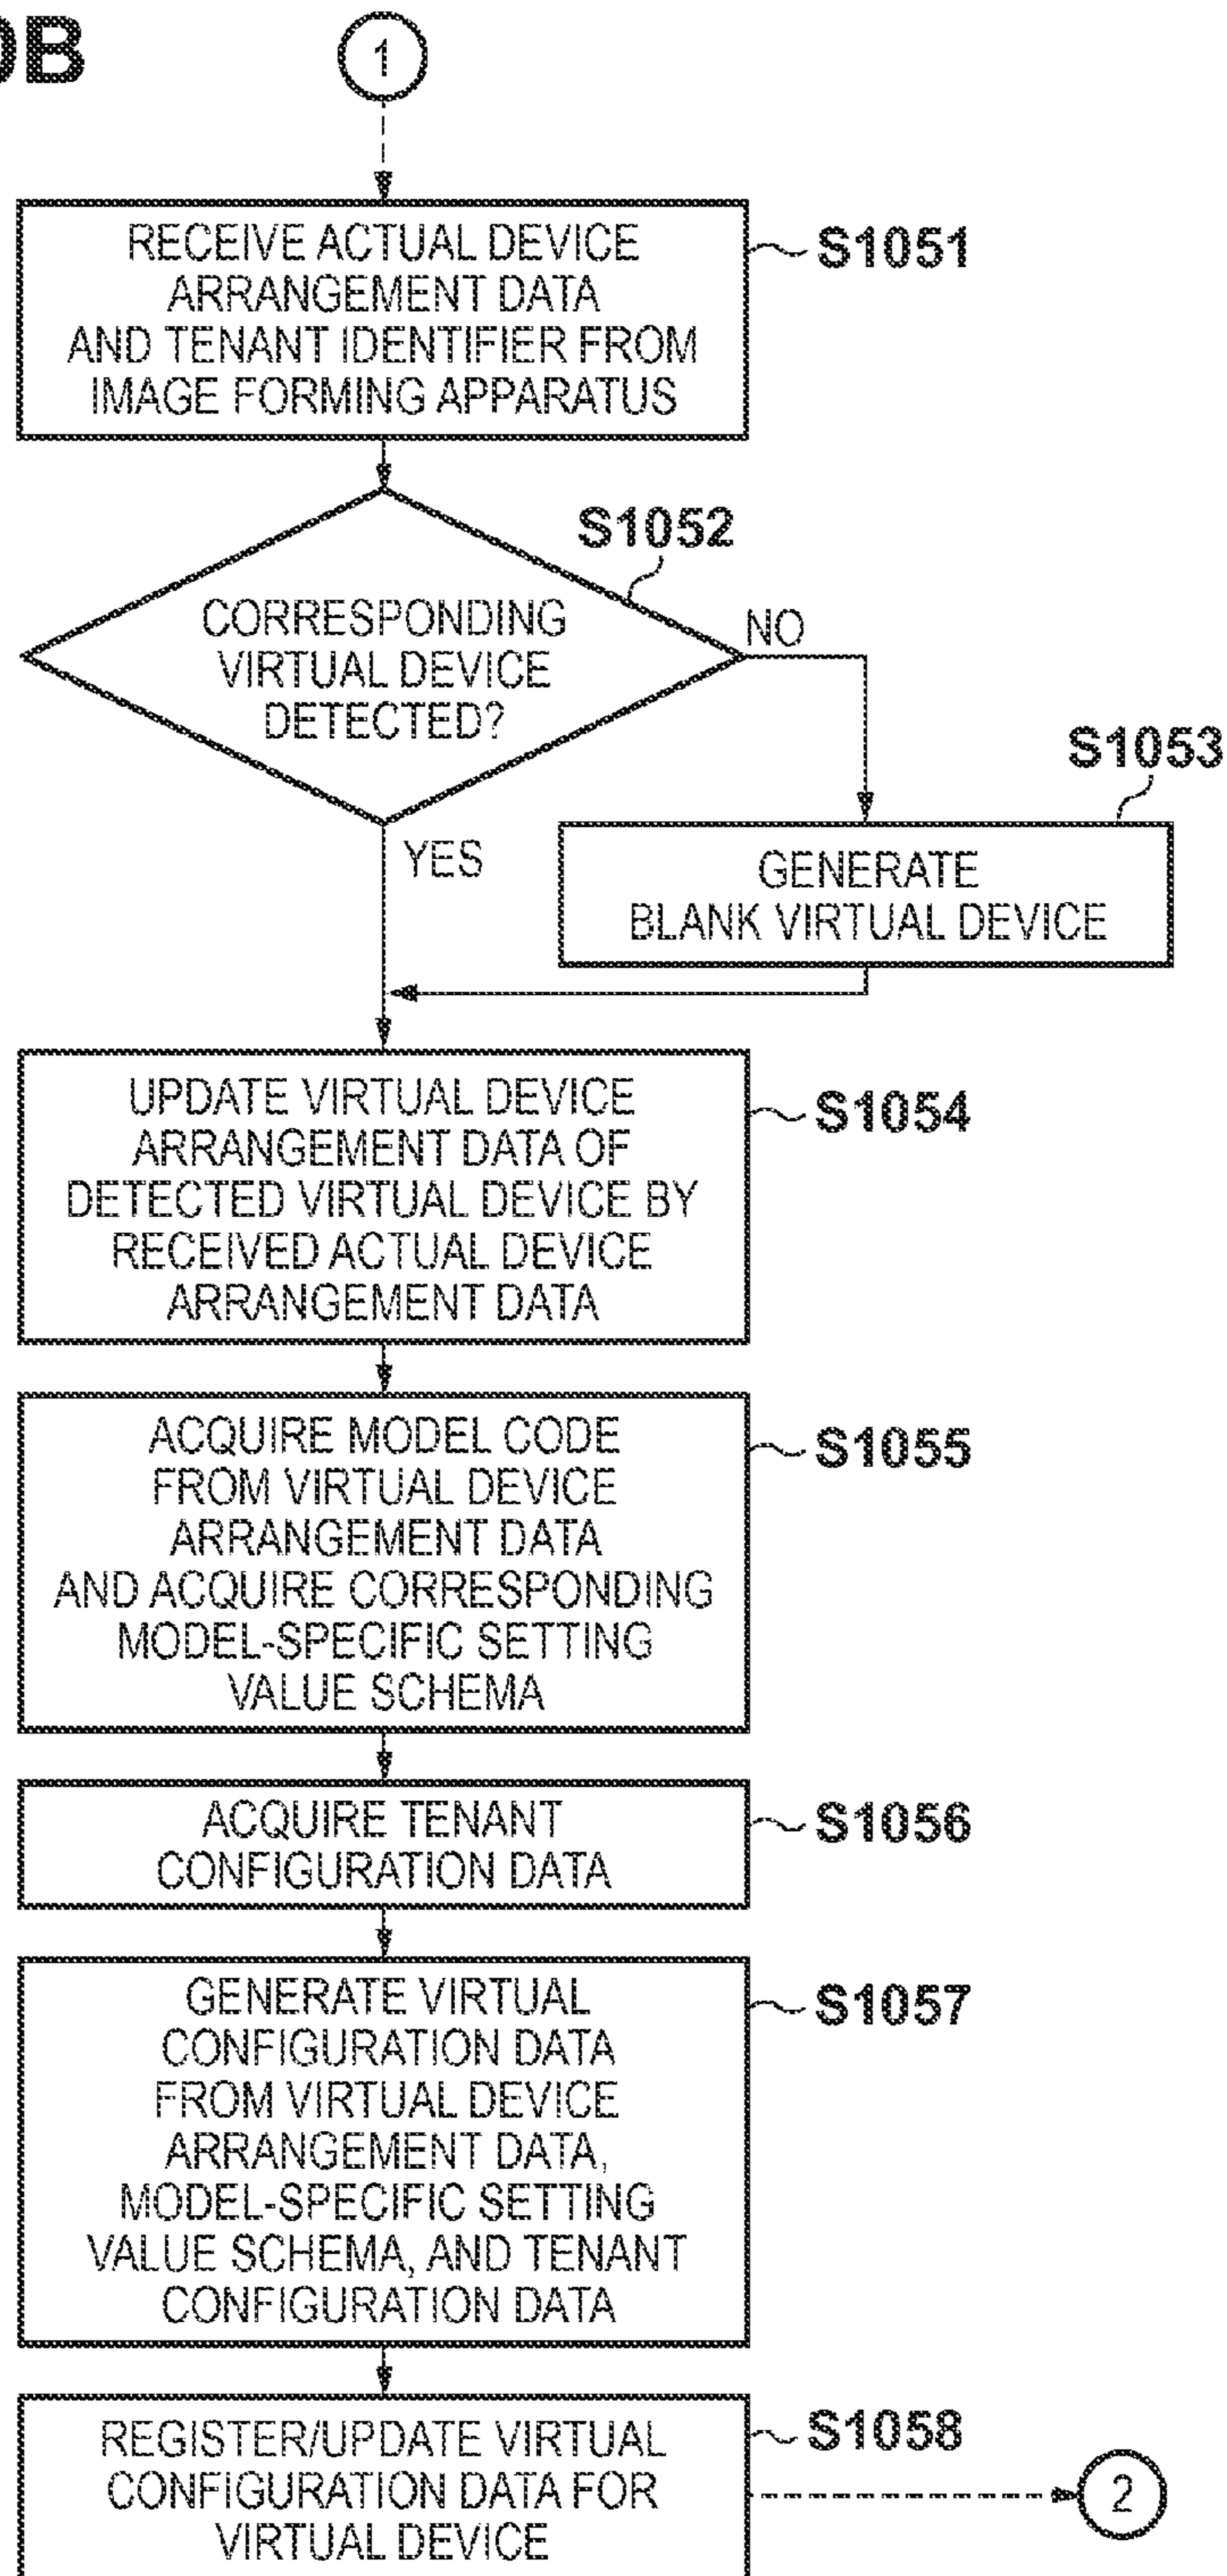 0B
1
RECEIVE ACTUAL DEVICE
ARRANGEMENT DATA
AND TENANT IDENTIFIER FROM
IMAGE FORMING APPARATUS
S1051
S1052
CORRESPONDING
VIRTUAL DEVICE
DETECTED?
NO
YES
S1053
GENERATE
BLANK VIRTUAL DEVICE
UPDATE VIRTUAL DEVICE
ARRANGEMENT DATA OF
DETECTED VIRTUAL DEVICE BY
RECEIVED ACTUAL DEVICE
ARRANGEMENT DATA
S1054
ACQUIRE MODEL CODE
FROM VIRTUAL DEVICE
ARRANGEMENT DATA
AND ACQUIRE CORRESPONDING
MODEL-SPECIFIC SETTING
VALUE SCHEMA
S1055
ACQUIRE TENANT
CONFIGURATION DATA
S1056
GENERATE VIRTUAL
CONFIGURATION DATA
FROM VIRTUAL DEVICE
ARRANGEMENT DATA,
MODEL-SPECIFIC SETTING
VALUE SCHEMA, AND TENANT
CONFIGURATION DATA
S1057
REGISTER/UPDATE VIRTUAL
CONFIGURATION DATA FOR
VIRTUAL DEVICE
S1058
2